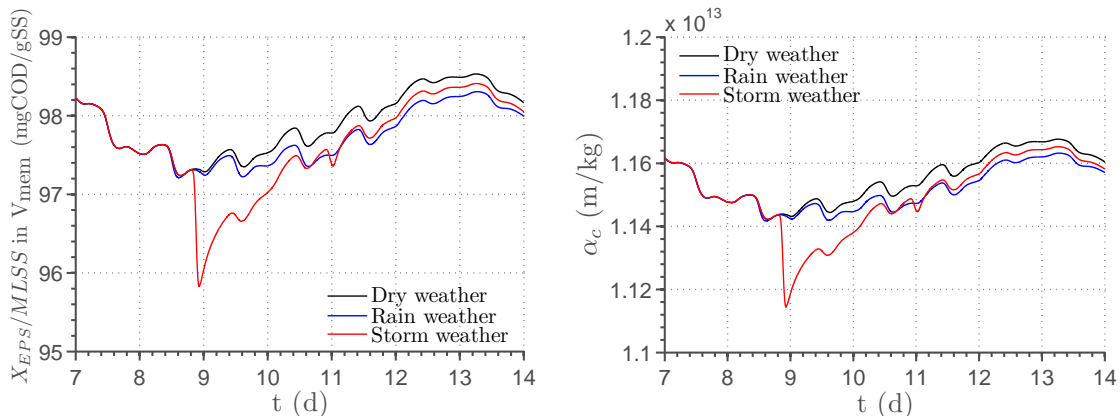 X_EPS/MLSS in V_mem (mgCOD/gSS)
99
98
97
96
95
7 8 9 10 11 12 13 14
t (d)
Dry weather
Rain weather
Storm weather
α_c (m/kg)
x 10^13
1.2
1.18
1.16
1.14
1.12
1.1
7 8 9 10 11 12 13 14
t (d)
Dry weather
Rain weather
Storm weather